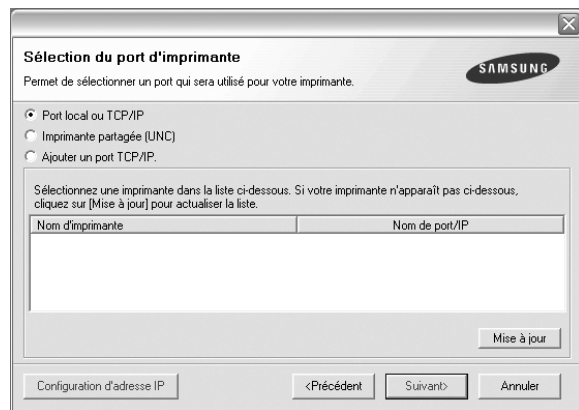 Sélection du port d'imprimante
Permet de sélectionner un port qui sera utilisé pour votre imprimante.
SAMSUNG
Port local ou TCP/IP
Imprimante partagée (UNC)
Ajouter un port TCP/IP.
Sélectionnez une imprimante dans la liste ci-dessous. Si votre imprimante n'apparaît pas ci-dessous,
cliquez sur [Mise à jour] pour actualiser la liste.
Nom d'imprimante Nom de port/IP
Mise à jour
Configuration d'adresse IP <Précédent Suivant> Annuler